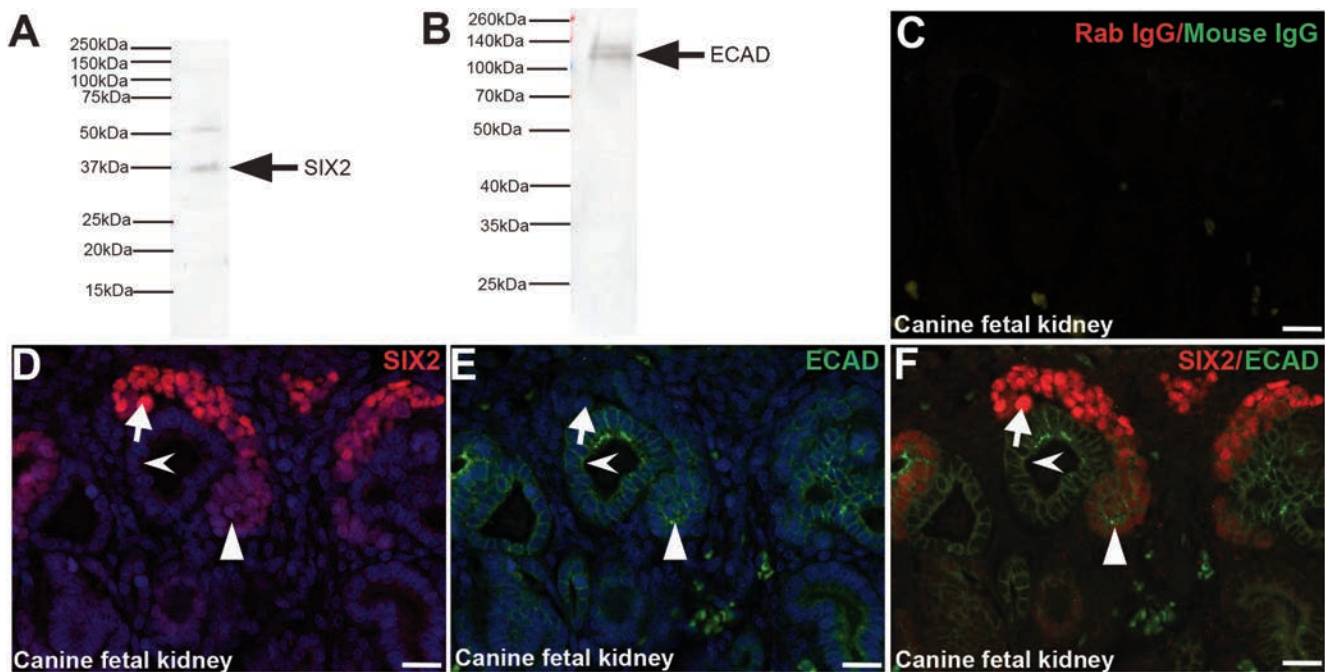 A
250kDa
150kDa
100kDa
75kDa
50kDa
37kDa
25kDa
20kDa
15kDa
SIX2
B
260kDa
140kDa
100kDa
70kDa
50kDa
40kDa
35kDa
25kDa
ECAD
C
Rab IgG/Mouse IgG
Canine fetal kidney
D
SIX2
Canine fetal kidney
E
ECAD
Canine fetal kidney
F
SIX2/ECAD
Canine fetal kidney